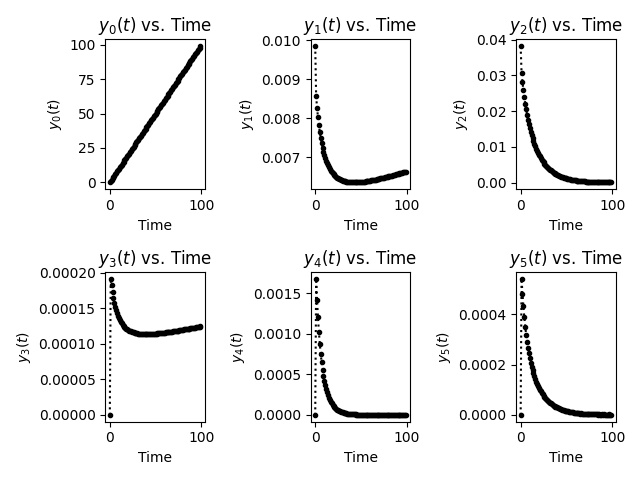 y₀(t) vs. Time
y₁(t) vs. Time
y₂(t) vs. Time
y₀(t)
100
75
50
25
0
0
100
Time
y₁(t)
0.010
0.009
0.008
0.007
0
100
Time
y₂(t)
0.04
0.03
0.02
0.01
0.00
0
100
Time
y₃(t) vs. Time
y₄(t) vs. Time
y₅(t) vs. Time
y₃(t)
0.00020
0.00015
0.00010
0.00005
0.00000
0
100
Time
y₄(t)
0.0015
0.0010
0.0005
0.0000
0
100
Time
y₅(t)
0.0004
0.0002
0.0000
0
100
Time